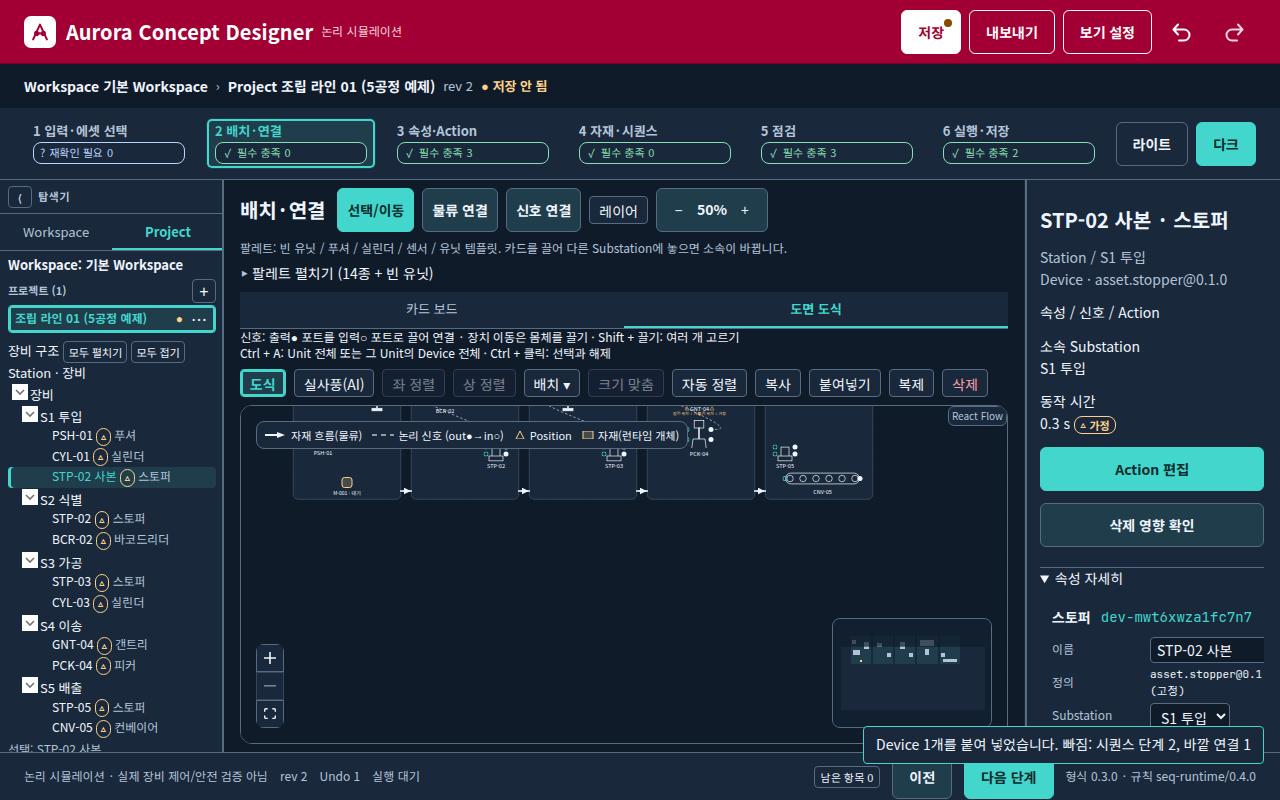 Aurora Concept Designer 논리 시뮬레이션
저장 내보내기 보기 설정
Workspace 기본 Workspace › Project 조립 라인 01 (5공정 예제) rev 2 ● 저장 안 됨
1 입력·에셋 선택
? 재확인 필요 0
2 배치·연결
✓ 필수 충족 0
3 속성·Action
✓ 필수 충족 3
4 자재·시퀀스
✓ 필수 충족 0
5 점검
✓ 필수 충족 3
6 실행·저장
✓ 필수 충족 2
라이트 다크
⟨ 탐색기
Workspace Project
Workspace: 기본 Workspace
프로젝트 (1) +
조립 라인 01 (5공정 예제) ● ···
장비 구조 모두 펼치기 모두 접기
Station · 장비
장비
S1 투입
PSH-01 △ 푸셔
CYL-01 △ 실린더
STP-02 사본 △ 스토퍼
S2 식별
STP-02 △ 스토퍼
BCR-02 △ 바코드리더
S3 가공
STP-03 △ 스토퍼
CYL-03 △ 실린더
S4 이송
GNT-04 △ 갠트리
PCK-04 △ 피커
S5 배출
STP-05 △ 스토퍼
CNV-05 △ 컨베이어
선택: STP-02 사본
배치·연결 선택/이동 물류 연결 신호 연결 레이어 − 50% +
팔레트: 빈 유닛 / 푸셔 / 실린더 / 센서 / 유닛 템플릿. 카드를 끌어 다른 Substation에 놓으면 소속이 바뀝니다.
▸ 팔레트 펼치기 (14종 + 빈 유닛)
카드 보드 도면 도식
신호: 출력● 포트를 입력○ 포트로 끌어 연결 · 장치 이동은 몸체를 끌기 · Shift + 끌기: 여러 개 고르기
Ctrl + A: Unit 전체 또는 그 Unit의 Device 전체 · Ctrl + 클릭: 선택과 해제
도식 실사풍(AI) 좌 정렬 상 정렬 배치 ▾ 크기 맞춤 자동 정렬 복사 붙여넣기 복제 삭제
BCR-02
GNT-04
React Flow
자재 흐름(물류) 논리 신호 (out●→in○) △ Position 자재(런타임 개체)
PSH-01
PCK-04
STP-02
STP-03
STP-05
M-001 · 대기
CNV-05
STP-02 사본 · 스토퍼
Station / S1 투입
Device · asset.stopper@0.1.0
속성 / 신호 / Action
소속 Substation
S1 투입
동작 시간
0.3 s △ 가정
Action 편집
삭제 영향 확인
▼ 속성 자세히
스토퍼 dev-mwt6xwza1fc7n7
이름 STP-02 사본
정의 asset.stopper@0.1
(고정)
Substation S1 투입
Device 1개를 붙여 넣었습니다. 빠짐: 시퀀스 단계 2, 바깥 연결 1
논리 시뮬레이션 · 실제 장비 제어/안전 검증 아님 rev 2 Undo 1 실행 대기
남은 항목 0 이전 다음 단계 형식 0.3.0 · 규칙 seq-runtime/0.4.0